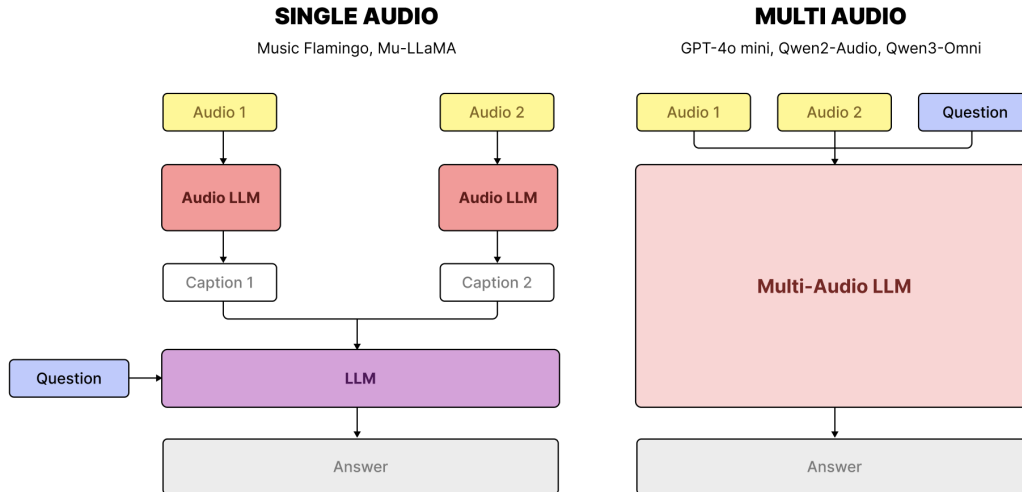 SINGLE AUDIO
Music Flamingo, Mu-LLaMA
Audio 1
Audio 2
Audio LLM
Audio LLM
Caption 1
Caption 2
Question
LLM
Answer
MULTI AUDIO
GPT-4o mini, Qwen2-Audio, Qwen3-Omni
Audio 1
Audio 2
Question
Multi-Audio LLM
Answer